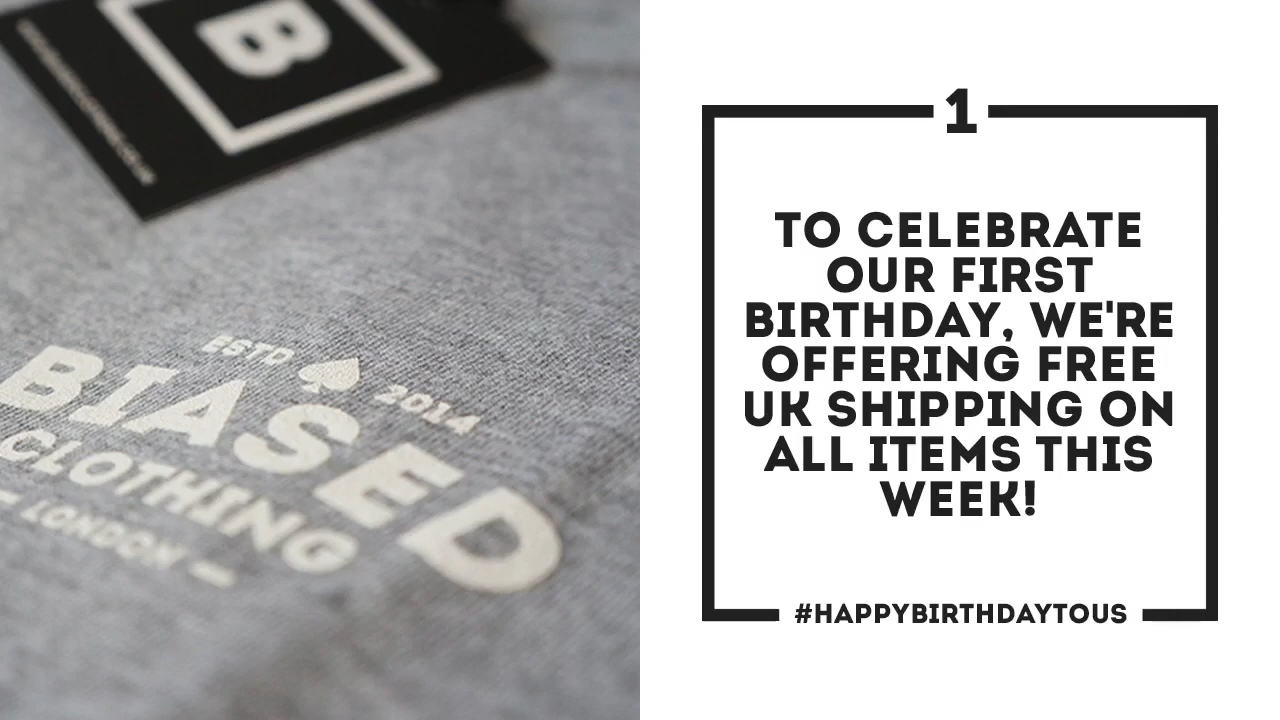 B
ESTD 2014
BIASED
CLOTHING
LONDON
1
TO CELEBRATE
OUR FIRST
BIRTHDAY, WE'RE
OFFERING FREE
UK SHIPPING ON
ALL ITEMS THIS
WEEK!
#HAPPYBIRTHDAYTOUS